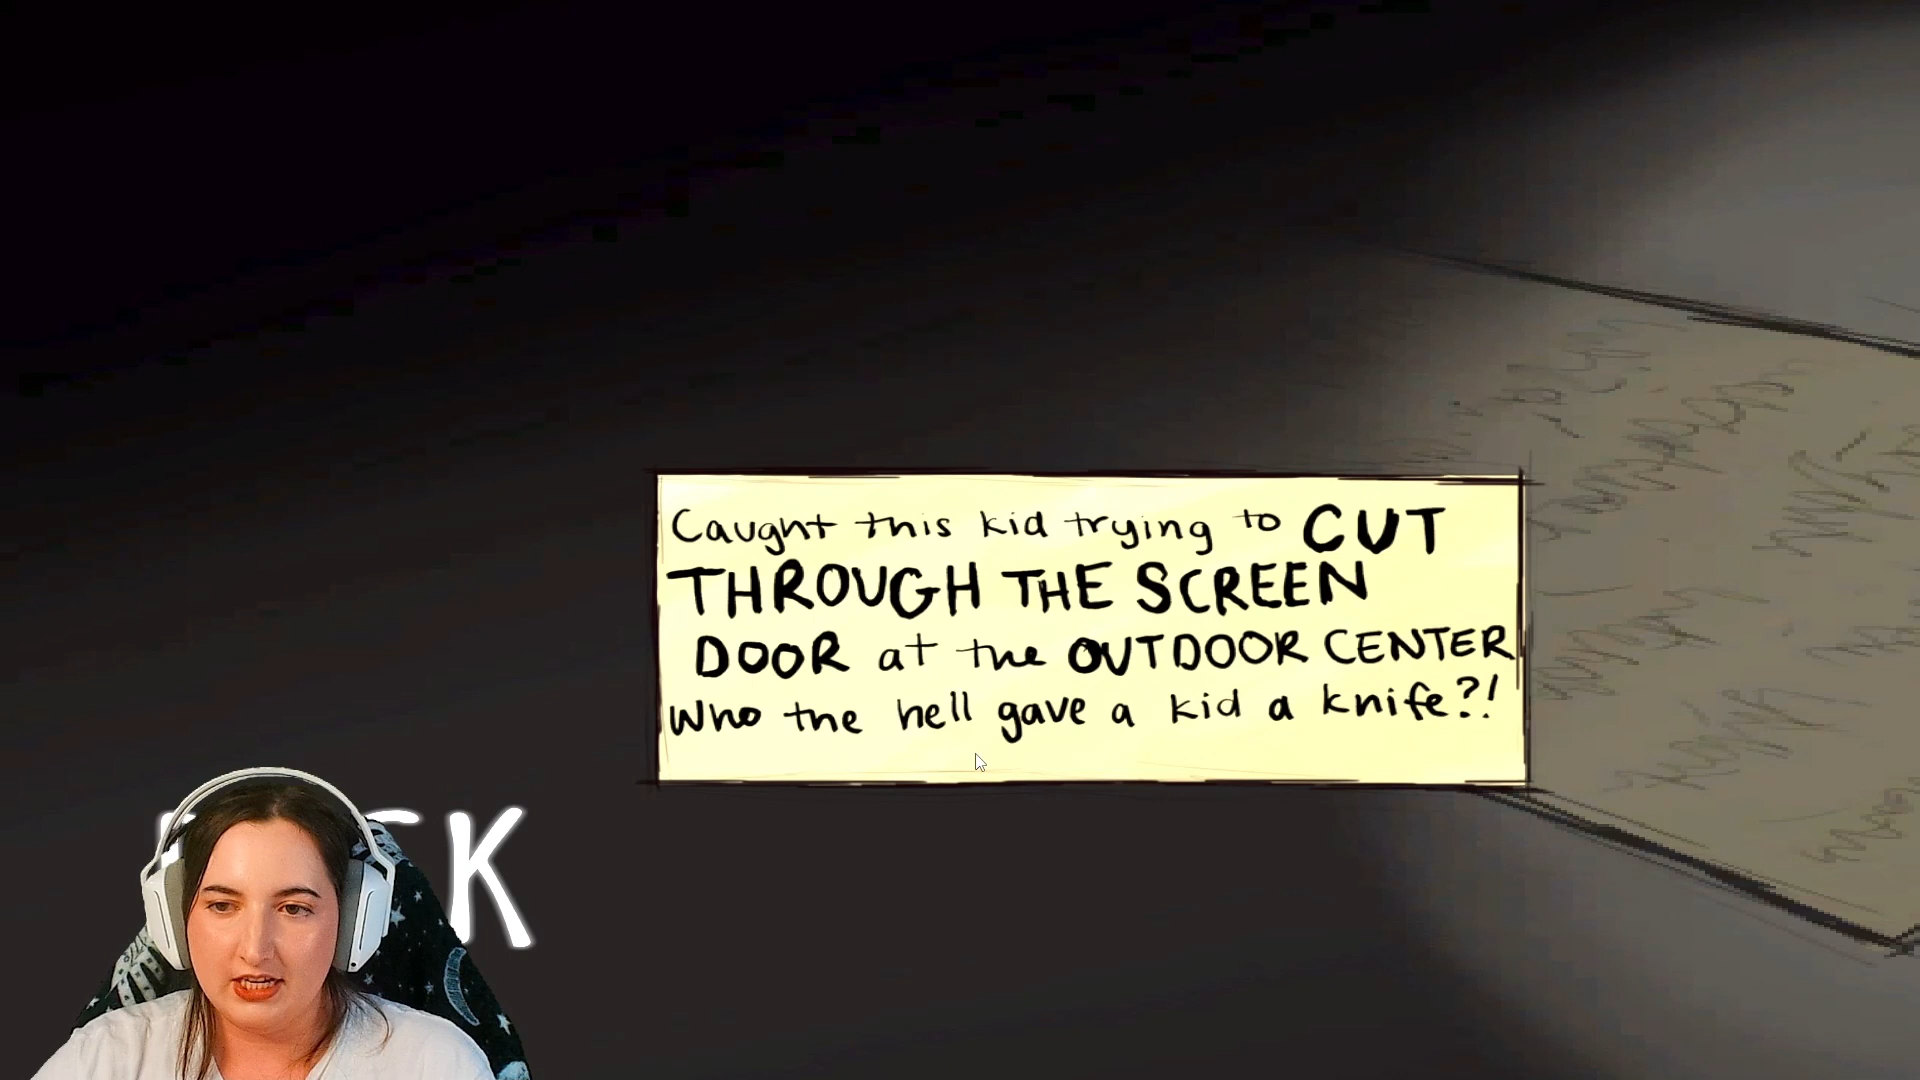 Caught this kid trying to CUT
THROUGH THE SCREEN
DOOR at the OUTDOOR CENTER
Who the hell gave a kid a knife?!